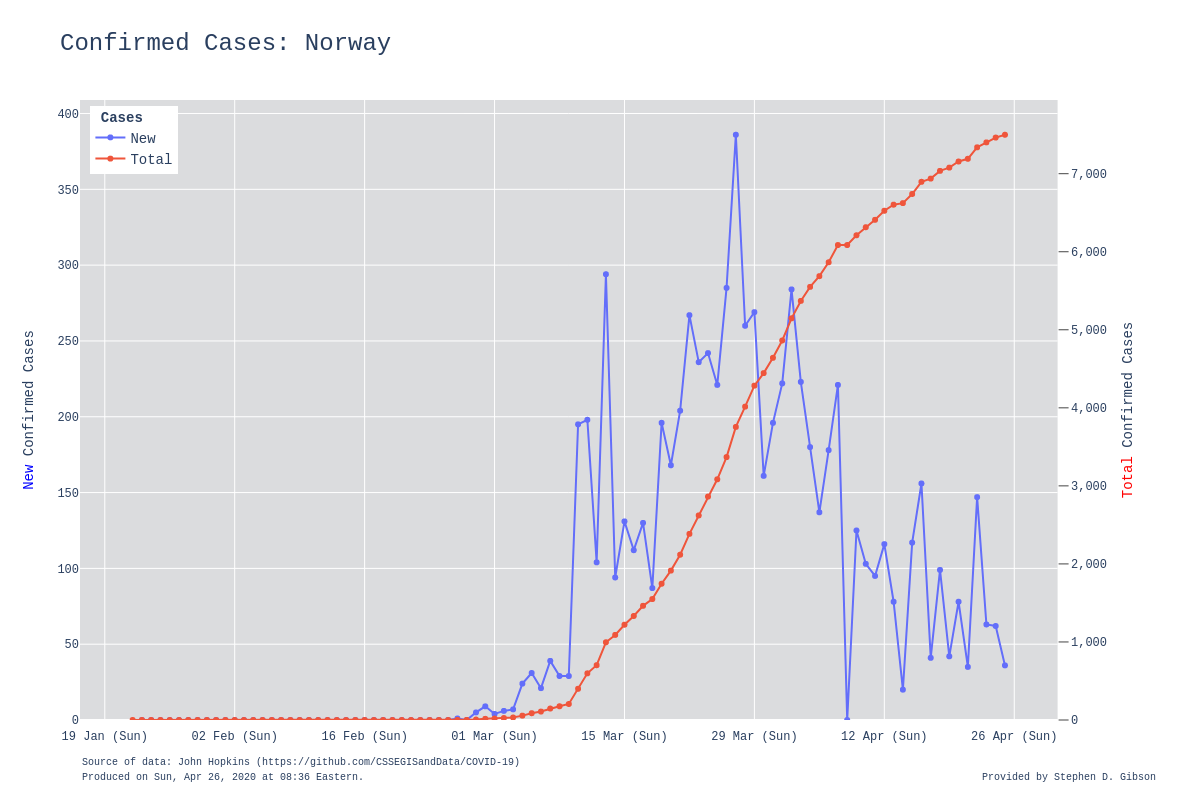 Confirmed Cases: Norway
Cases
New
Total
400
350
300
250
200
150
100
50
0
7,000
6,000
5,000
4,000
3,000
2,000
1,000
0
New Confirmed Cases
Total Confirmed Cases
19 Jan (Sun) 02 Feb (Sun) 16 Feb (Sun) 01 Mar (Sun) 15 Mar (Sun) 29 Mar (Sun) 12 Apr (Sun) 26 Apr (Sun)
Source of data: John Hopkins (https://github.com/CSSEGISandData/COVID-19)
Produced on Sun, Apr 26, 2020 at 08:36 Eastern.
Provided by Stephen D. Gibson